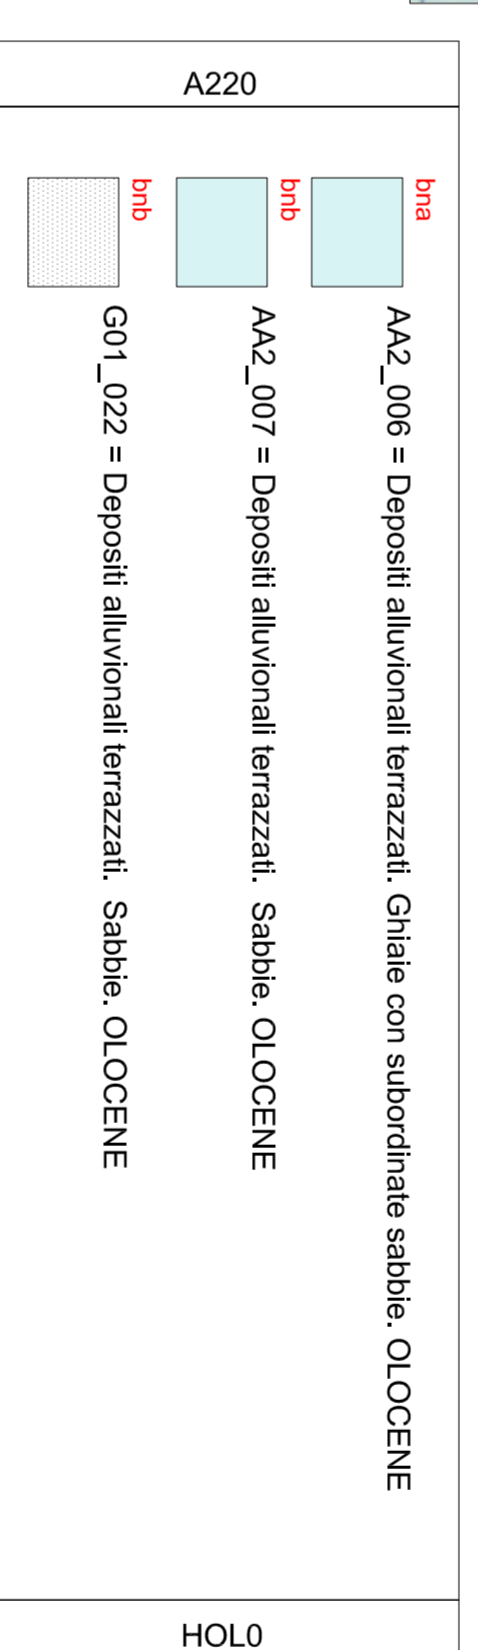 A220
bna
AA2_006 = Depositi alluvionali terrazzati. Ghiaie con subordinate sabbie. OLOCENE
bnb
AA2_007 = Depositi alluvionali terrazzati. Sabbie. OLOCENE
bnb
G01_022 = Depositi alluvionali terrazzati. Sabbie. OLOCENE
HOL0